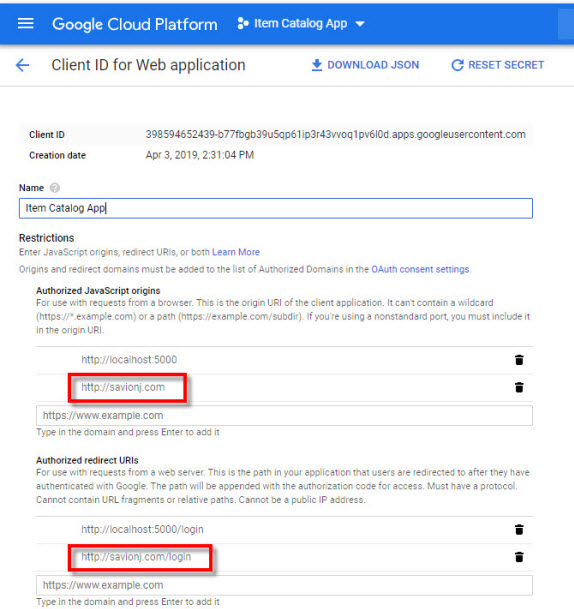 Google Cloud Platform Item Catalog App
Client ID for Web application DOWNLOAD JSON RESET SECRET
Client ID 398594652439-b77fbgb39u5qp61ip3r43vvoq1pv6l0d.apps.googleusercontent.com
Creation date Apr 3, 2019, 2:31:04 PM
Name
Item Catalog App
Restrictions
Enter JavaScript origins, redirect URIs, or both Learn More
Origins and redirect domains must be added to the list of Authorized Domains in the OAuth consent settings.
Authorized JavaScript origins
For use with requests from a browser. This is the origin URI of the client application. It can't contain a wildcard
(https://*.example.com) or a path (https://example.com/subdir). If you're using a nonstandard port, you must include it
in the origin URI.
http://localhost:5000
http://savionj.com
https://www.example.com
Type in the domain and press Enter to add it
Authorized redirect URIs
For use with requests from a web server. This is the path in your application that users are redirected to after they have
authenticated with Google. The path will be appended with the authorization code for access. Must have a protocol.
Cannot contain URL fragments or relative paths. Cannot be a public IP address.
http://localhost:5000/login
http://savionj.com/login
https://www.example.com
Type in the domain and press Enter to add it